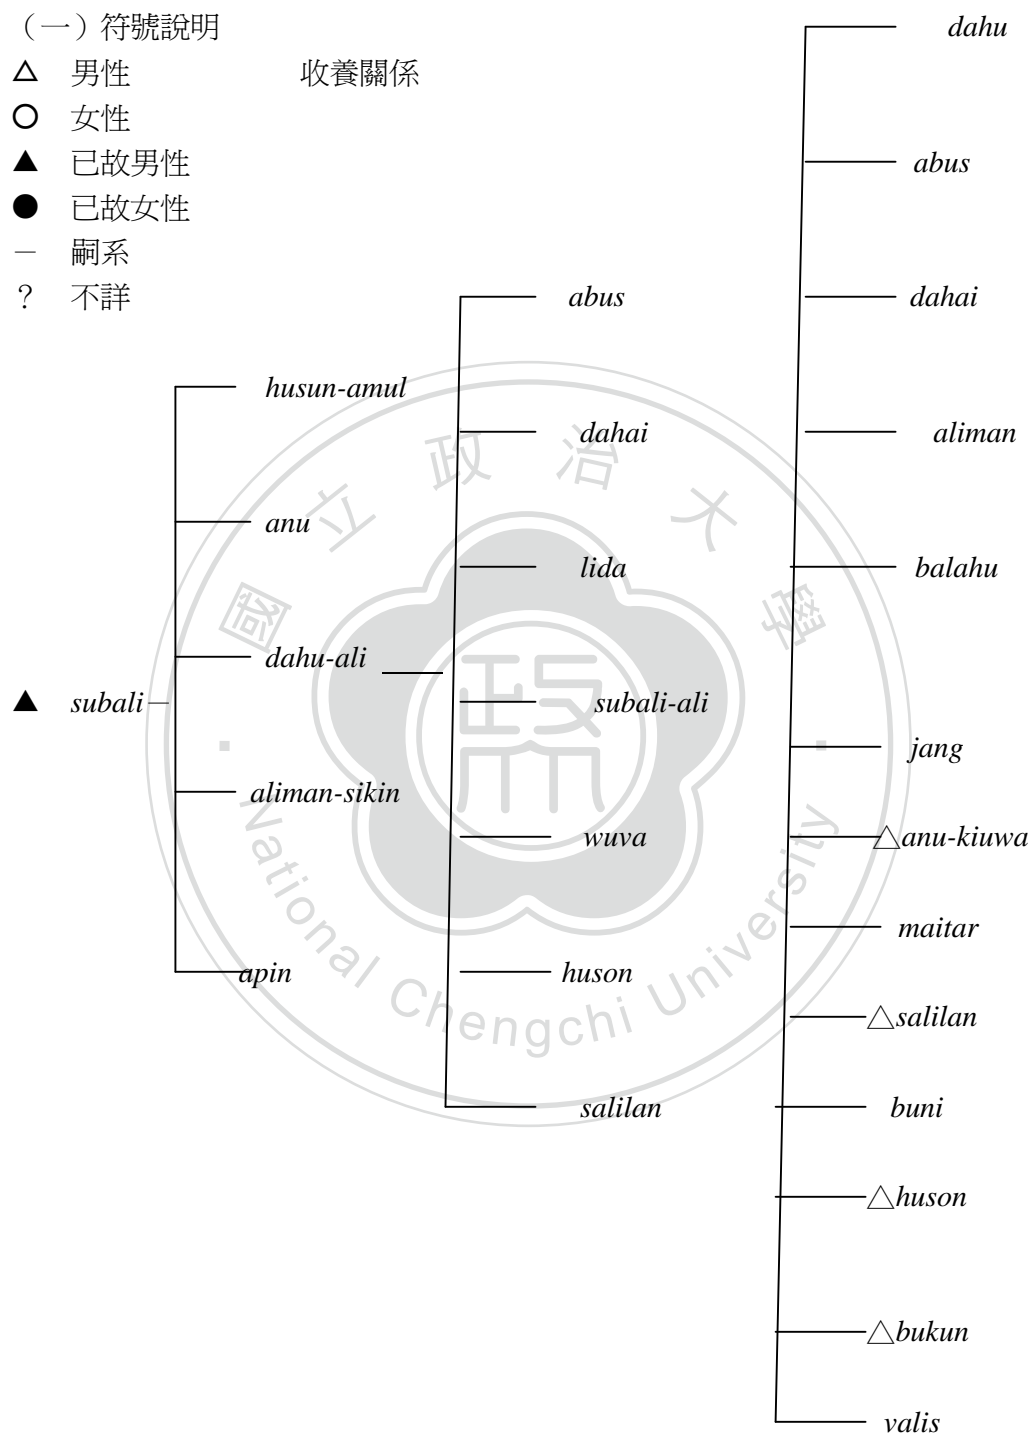 （一）符號說明
△ 男性 收養關係
○ 女性
▲ 已故男性
● 已故女性
－ 嗣系
？ 不詳
▲ subali
husun-amul
anu
dahu-ali
aliman-sikin
apin
abus
dahai
lida
subali-ali
wuva
huson
salilan
dahu
abus
dahai
aliman
balahu
jang
△anu-kiuwa
maitar
△salilan
buni
△huson
△bukun
valis
國立政治大學
政
National Chengchi University